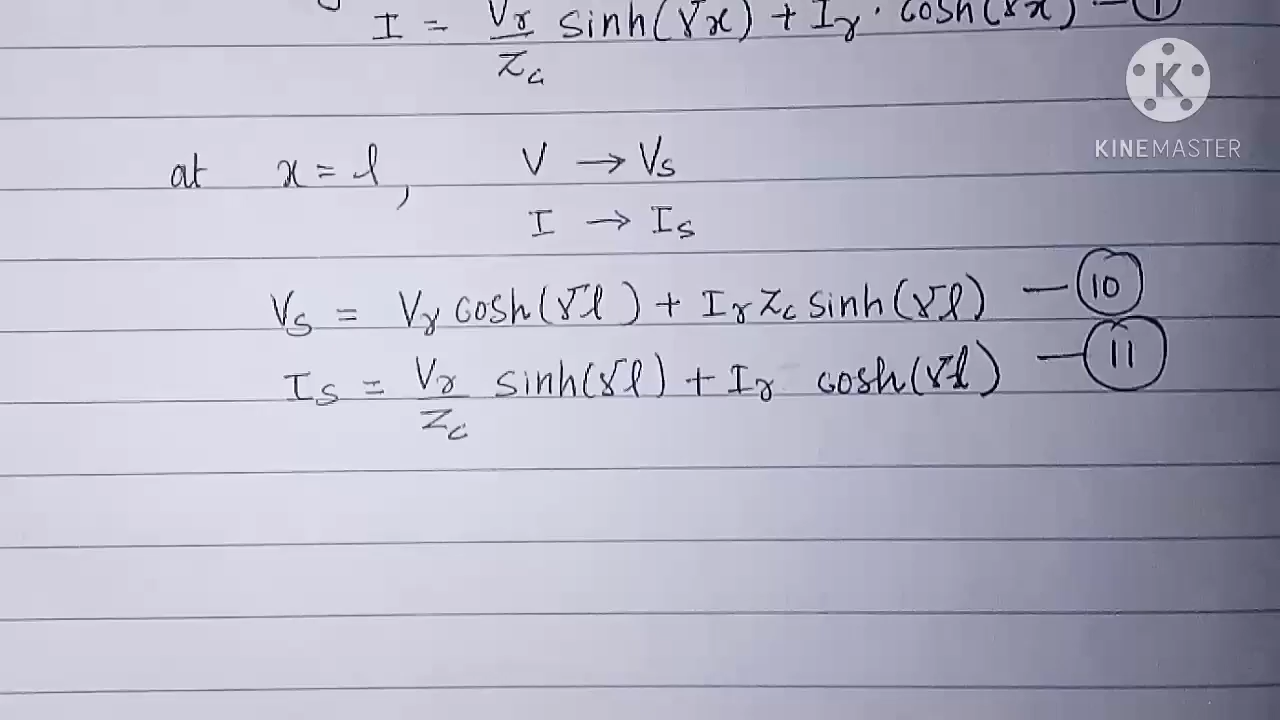 I = Vr/Zc sinh(γx) + Ir · cosh(γx) —
K
KINEMASTER
at x = l, V → Vs
I → Is
Vs = Vr cosh(γl) + Ir Zc sinh(γl) — 10
Is = Vr/Zc sinh(γl) + Ir cosh(γl) — 11